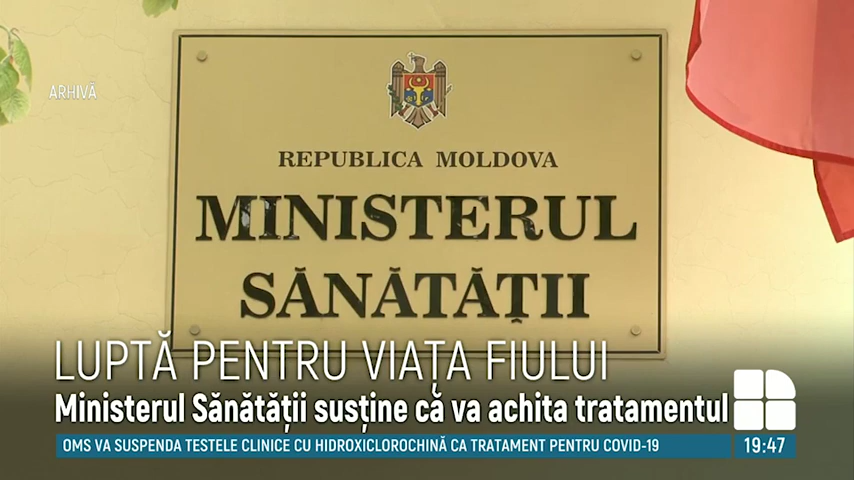 ARHIVĂ
REPUBLICA MOLDOVA
MINISTERUL
SĂNĂTĂȚII
LUPTĂ PENTRU VIAȚA FIULUI
Ministerul Sănătății susține că va achita tratamentul
OMS VA SUSPENDA TESTELE CLINICE CU HIDROXICLOROCHINĂ CA TRATAMENT PENTRU COVID-19
19:47